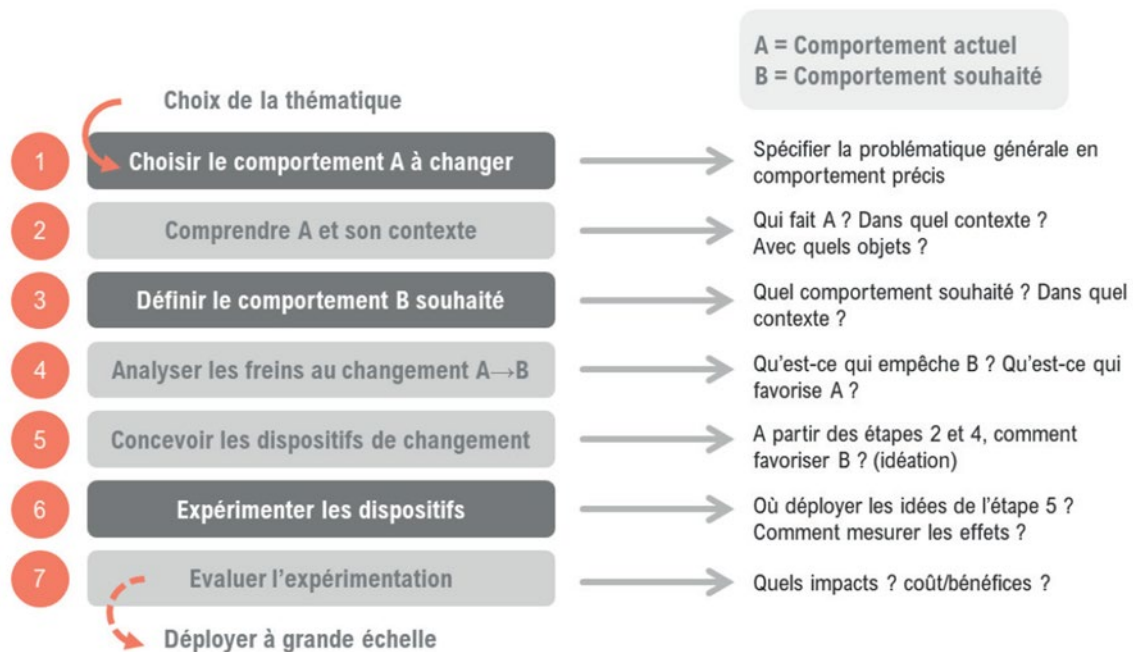 A = Comportement actuel
B = Comportement souhaité
Choix de la thématique
1
Choisir le comportement A à changer
Spécifier la problématique générale en
comportement précis
2
Comprendre A et son contexte
Qui fait A ? Dans quel contexte ?
Avec quels objets ?
3
Définir le comportement B souhaité
Quel comportement souhaité ? Dans quel
contexte ?
4
Analyser les freins au changement A→B
Qu'est-ce qui empêche B ? Qu'est-ce qui
favorise A ?
5
Concevoir les dispositifs de changement
A partir des étapes 2 et 4, comment
favoriser B ? (idéation)
6
Expérimenter les dispositifs
Où déployer les idées de l'étape 5 ?
Comment mesurer les effets ?
7
Evaluer l'expérimentation
Quels impacts ? coût/bénéfices ?
Déployer à grande échelle